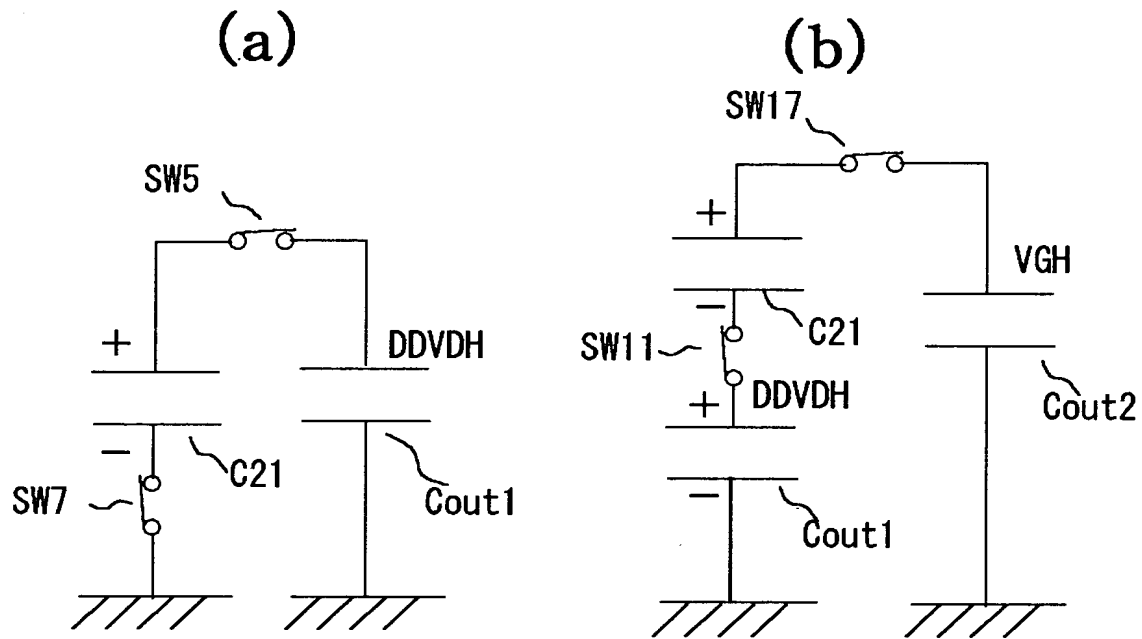 (a)
SW5
+
DDVDH
−
C21
SW7
Cout1
(b)
SW17
+
VGH
−
C21
SW11
+
DDVDH
Cout2
−
Cout1